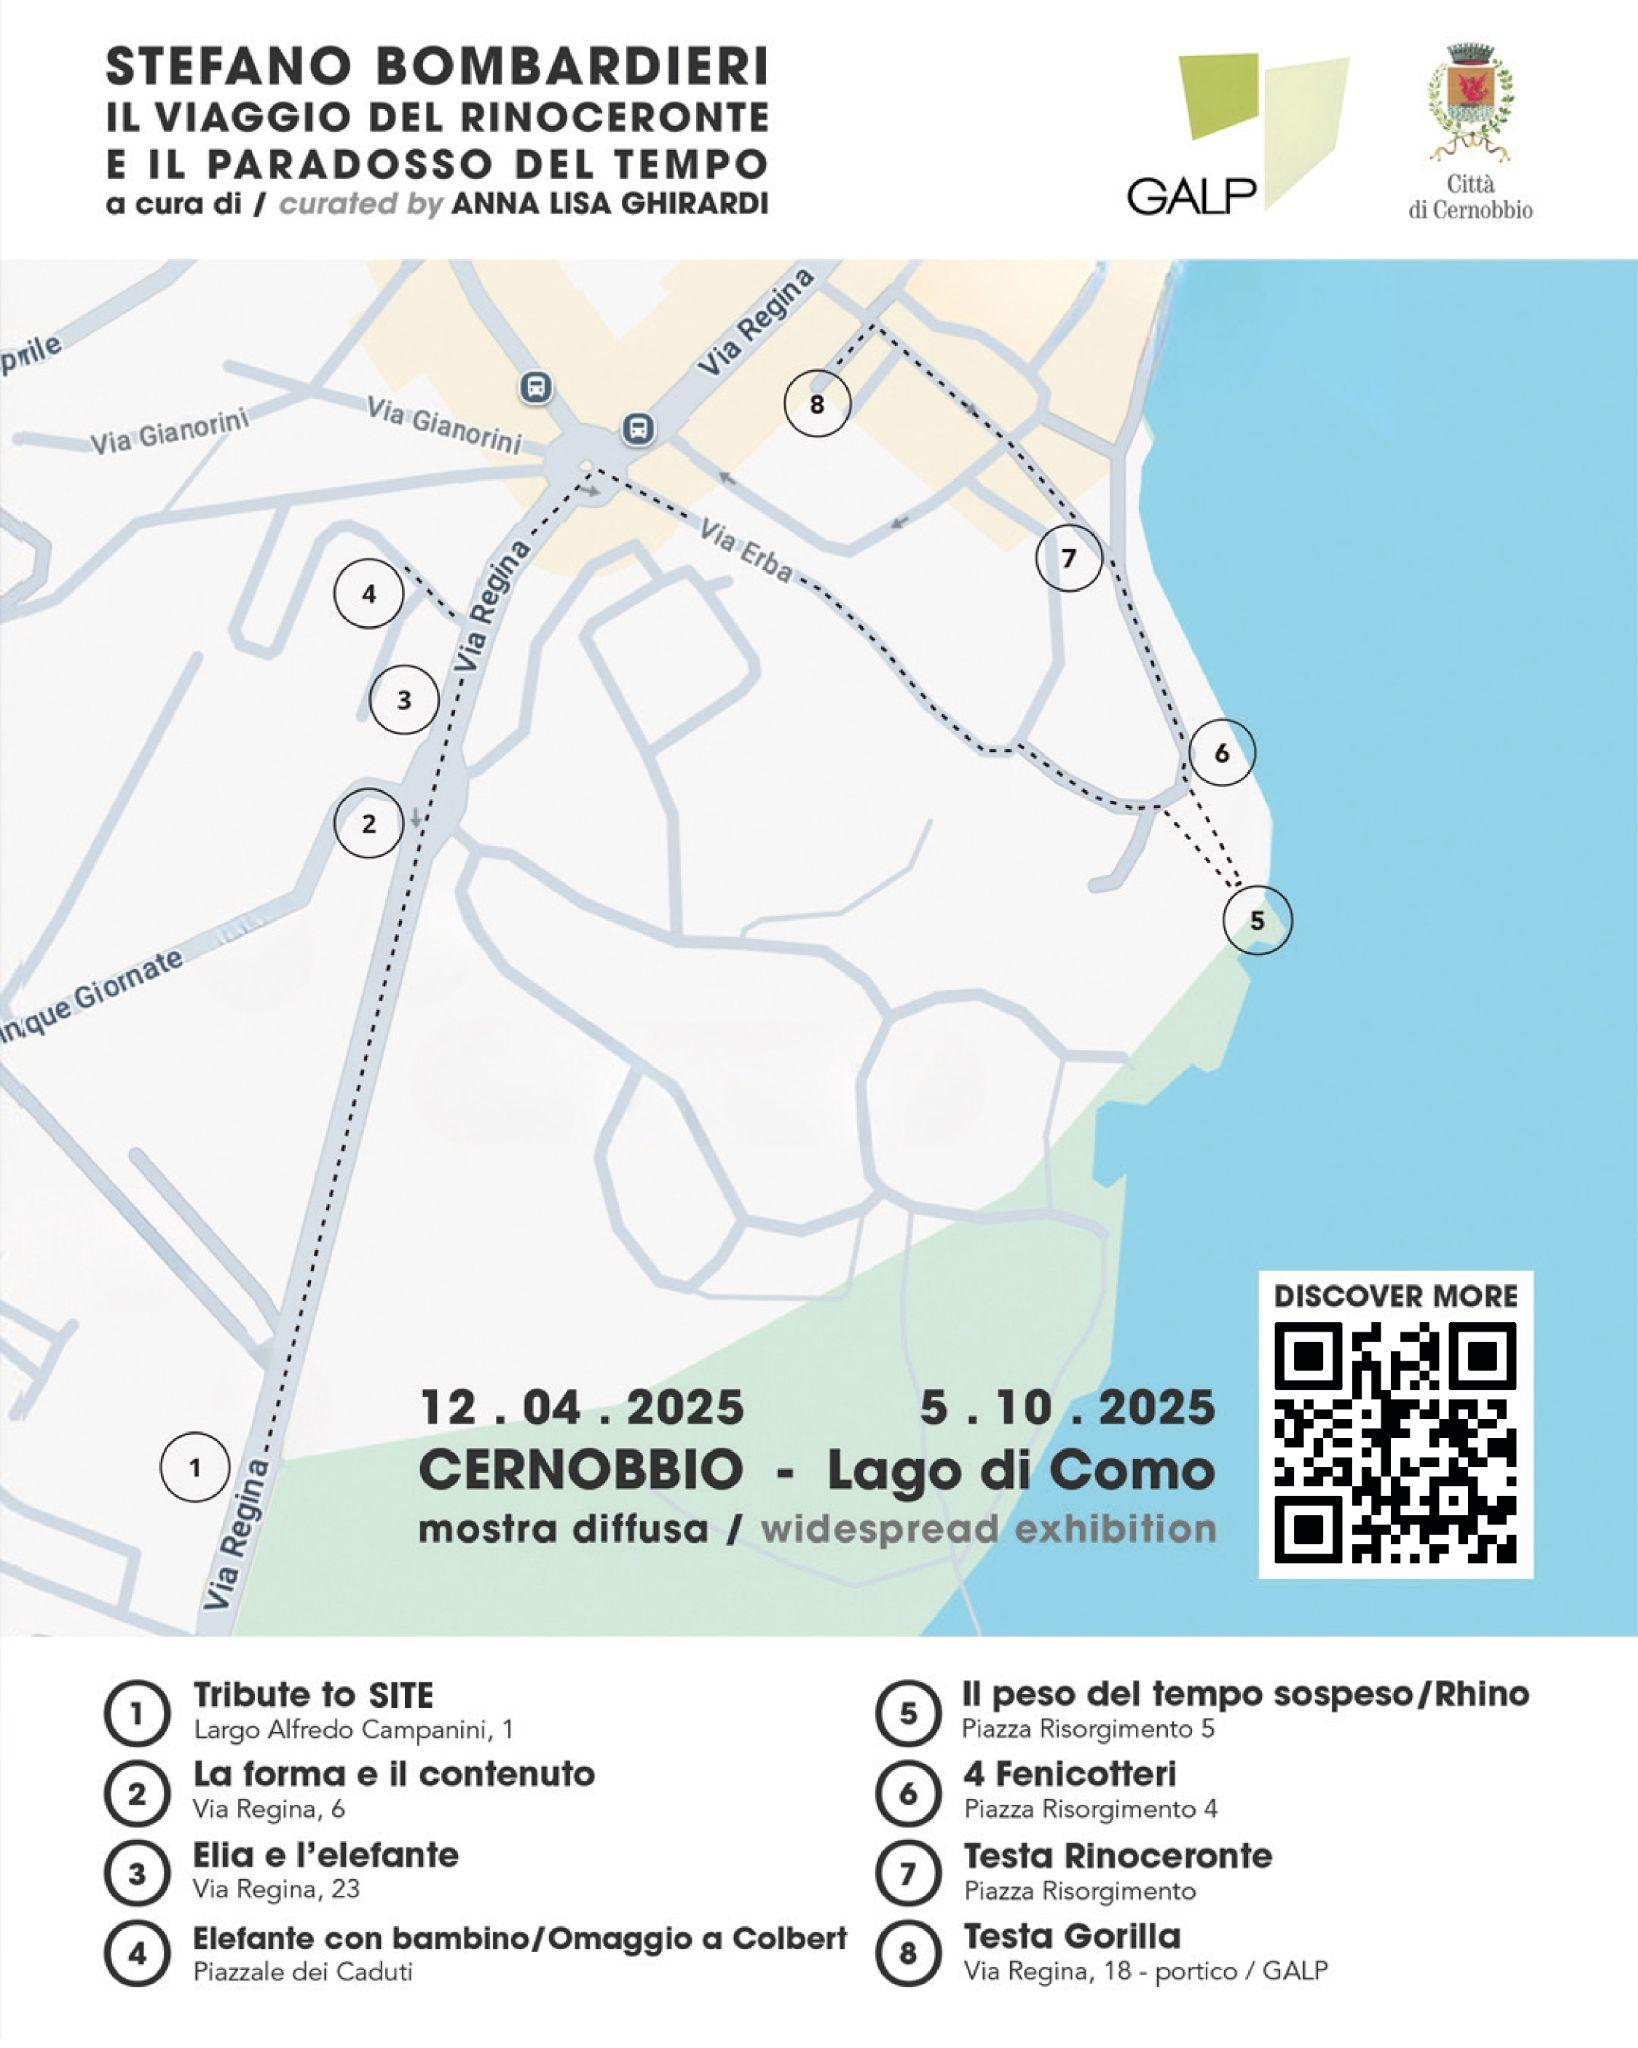 STEFANO BOMBARDIERI
IL VIAGGIO DEL RINOCERONTE
E IL PARADOSSO DEL TEMPO
a cura di / curated by ANNA LISA GHIRARDI
GALP
Città
di Cernobbio
prile
Via Regina
Via Gianorini
Via Gianorini
8
Via Erba
7
4
Via Regina
3
6
2
5
inque Giornate
1
Via Regina
DISCOVER MORE
12 . 04 . 2025 5 . 10 . 2025
CERNOBBIO - Lago di Como
mostra diffusa / widespread exhibition
1 Tribute to SITE
Largo Alfredo Campanini, 1
2 La forma e il contenuto
Via Regina, 6
3 Elia e l'elefante
Via Regina, 23
4 Elefante con bambino/Omaggio a Colbert
Piazzale dei Caduti
5 Il peso del tempo sospeso/Rhino
Piazza Risorgimento 5
6 4 Fenicotteri
Piazza Risorgimento 4
7 Testa Rinoceronte
Piazza Risorgimento
8 Testa Gorilla
Via Regina, 18 - portico / GALP